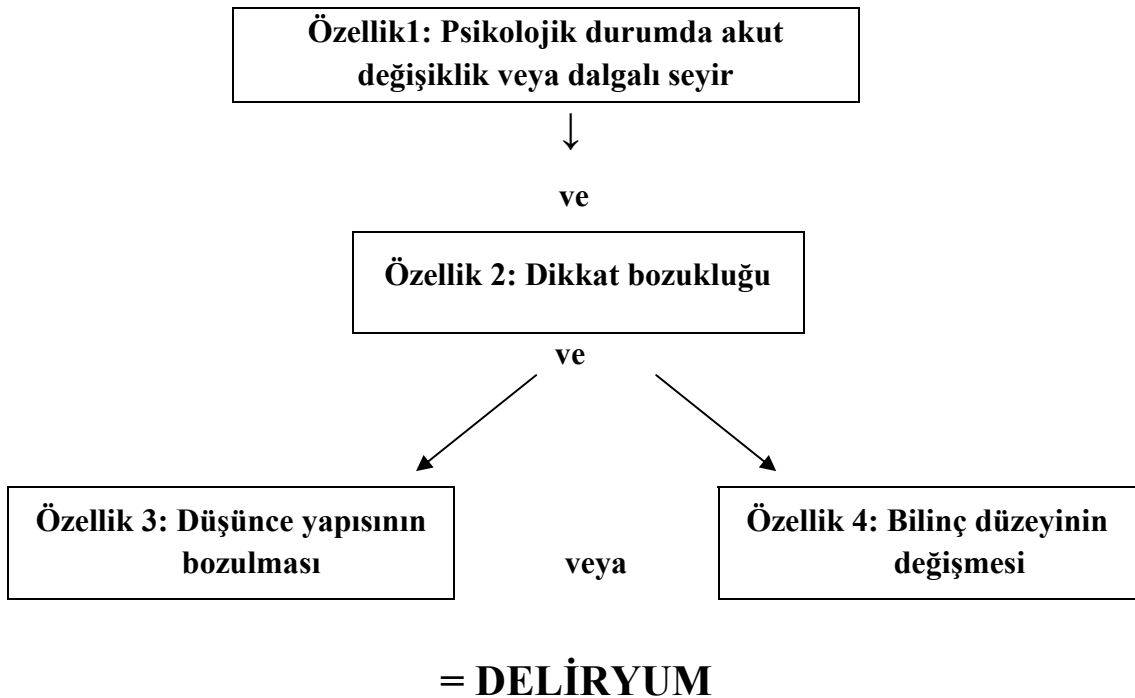 Özellik1: Psikolojik durumda akut
değişiklik veya dalgalı seyir
↓
ve
Özellik 2: Dikkat bozukluğu
ve
Özellik 3: Düşünce yapısının
bozulması
veya
Özellik 4: Bilinç düzeyinin
değişmesi
= DELİRYUM